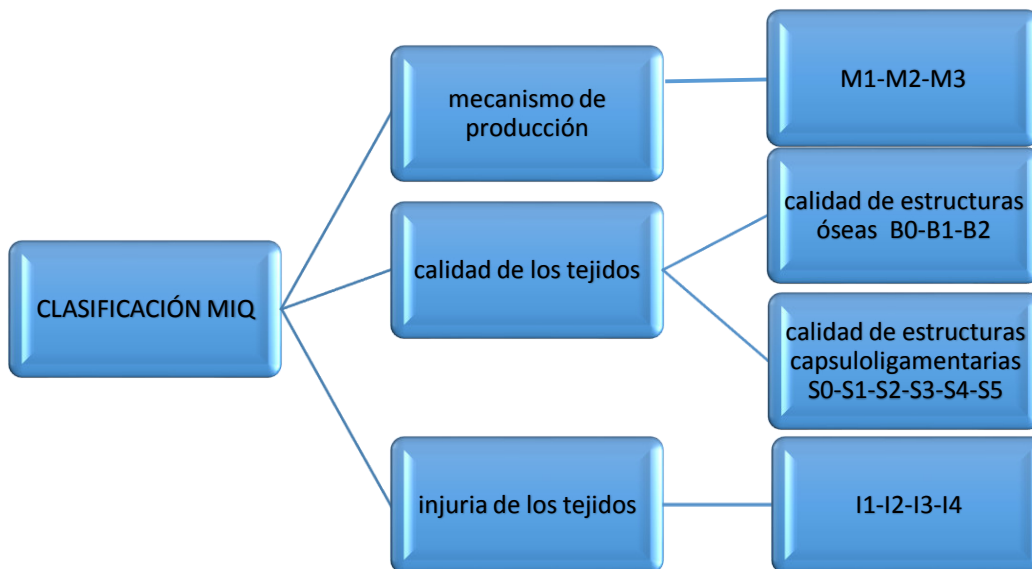 CLASIFICACIÓN MIQ
mecanismo de
producción
M1-M2-M3
calidad de los tejidos
calidad de estructuras
óseas B0-B1-B2
calidad de estructuras
capsuloligamentarias
S0-S1-S2-S3-S4-S5
injuria de los tejidos
I1-I2-I3-I4